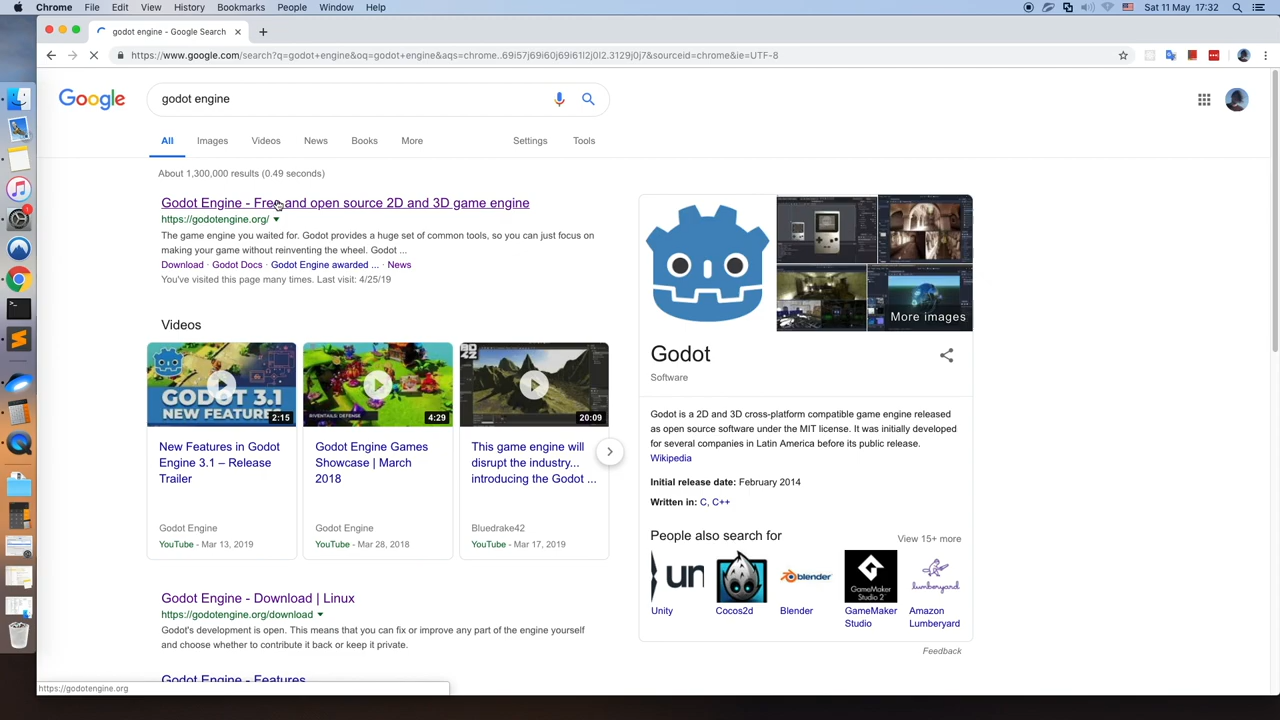 Chrome File Edit View History Bookmarks People Window Help Sat 11 May 17:32
godot engine - Google Search
https://www.google.com/search?q=godot+engine&oq=godot+engine&aqs=chrome..69i57j69i60j69i61l2j0l2.3129j0j7&sourceid=chrome&ie=UTF-8
Google godot engine
All Images Videos News Books More Settings Tools
About 1,300,000 results (0.49 seconds)
Godot Engine - Free and open source 2D and 3D game engine
https://godotengine.org/
The game engine you waited for. Godot provides a huge set of common tools, so you can just focus on
making your game without reinventing the wheel. Godot ...
Download · Godot Docs · Godot Engine awarded ... · News
You've visited this page many times. Last visit: 4/25/19
Videos
GODOT 3.1
NEW FEATURES
2:15
RIVENTAILS: DEFENSE
4:29
BD
42
20:09
New Features in Godot
Engine 3.1 – Release
Trailer
Godot Engine
YouTube - Mar 13, 2019
Godot Engine Games
Showcase | March
2018
Godot Engine
YouTube - Mar 28, 2018
This game engine will
disrupt the industry...
introducing the Godot ...
Bluedrake42
YouTube - Mar 17, 2019
Godot Engine - Download | Linux
https://godotengine.org/download
Godot's development is open. This means that you can fix or improve any part of the engine yourself
and choose whether to contribute it back or keep it private.
Godot Engine - Features
https://godotengine.org
More images
Godot
Software
Godot is a 2D and 3D cross-platform compatible game engine released
as open source software under the MIT license. It was initially developed
for several companies in Latin America before its public release.
Wikipedia
Initial release date: February 2014
Written in: C, C++
People also search for View 15+ more
un
blender
GameMaker
Studio 2
lumberyard
Unity
Cocos2d
Blender
GameMaker
Studio
Amazon
Lumberyard
Feedback